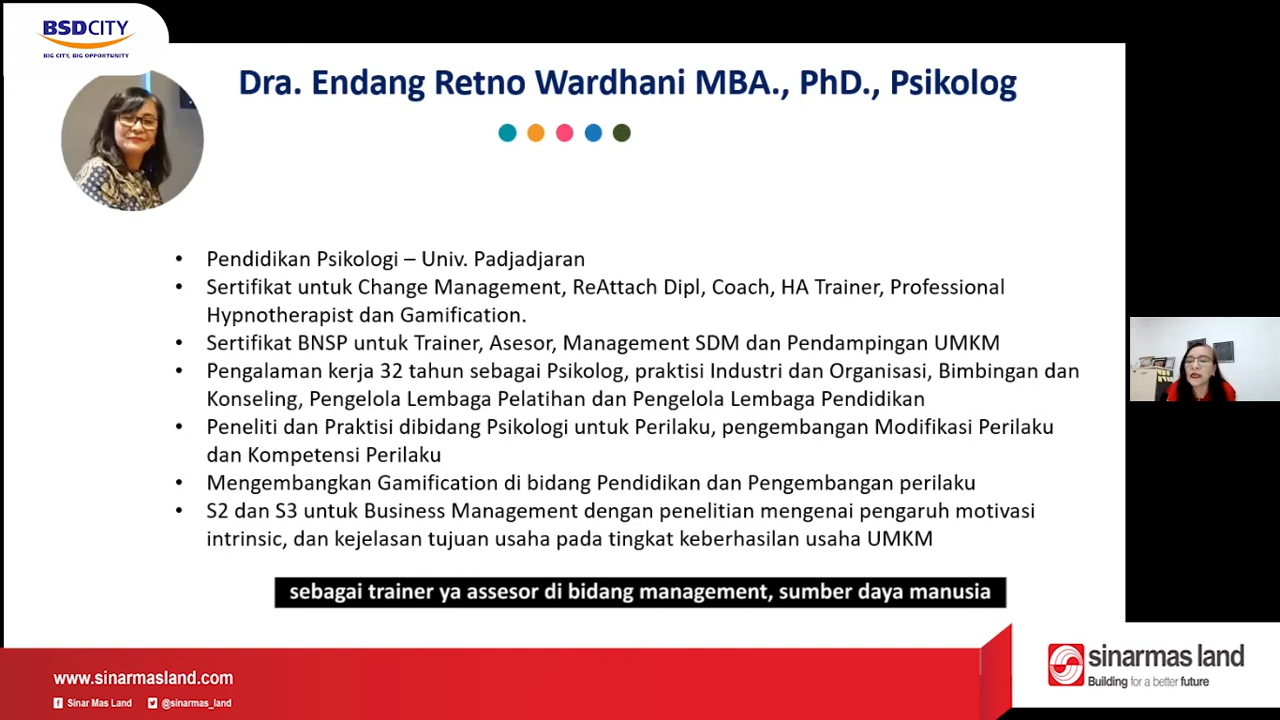 BSDCITY
BIG CITY, BIG OPPORTUNITY
Dra. Endang Retno Wardhani MBA., PhD., Psikolog
• Pendidikan Psikologi – Univ. Padjadjaran
• Sertifikat untuk Change Management, ReAttach Dipl, Coach, HA Trainer, Professional
Hypnotherapist dan Gamification.
• Sertifikat BNSP untuk Trainer, Asesor, Management SDM dan Pendampingan UMKM
• Pengalaman kerja 32 tahun sebagai Psikolog, praktisi Industri dan Organisasi, Bimbingan dan
Konseling, Pengelola Lembaga Pelatihan dan Pengelola Lembaga Pendidikan
• Peneliti dan Praktisi dibidang Psikologi untuk Perilaku, pengembangan Modifikasi Perilaku
dan Kompetensi Perilaku
• Mengembangkan Gamification di bidang Pendidikan dan Pengembangan perilaku
• S2 dan S3 untuk Business Management dengan penelitian mengenai pengaruh motivasi
intrinsic, dan kejelasan tujuan usaha pada tingkat keberhasilan usaha UMKM
sebagai trainer ya assesor di bidang management, sumber daya manusia
www.sinarmasland.com
Sinar Mas Land @sinarmas_land
sinarmas land
Building for a better future